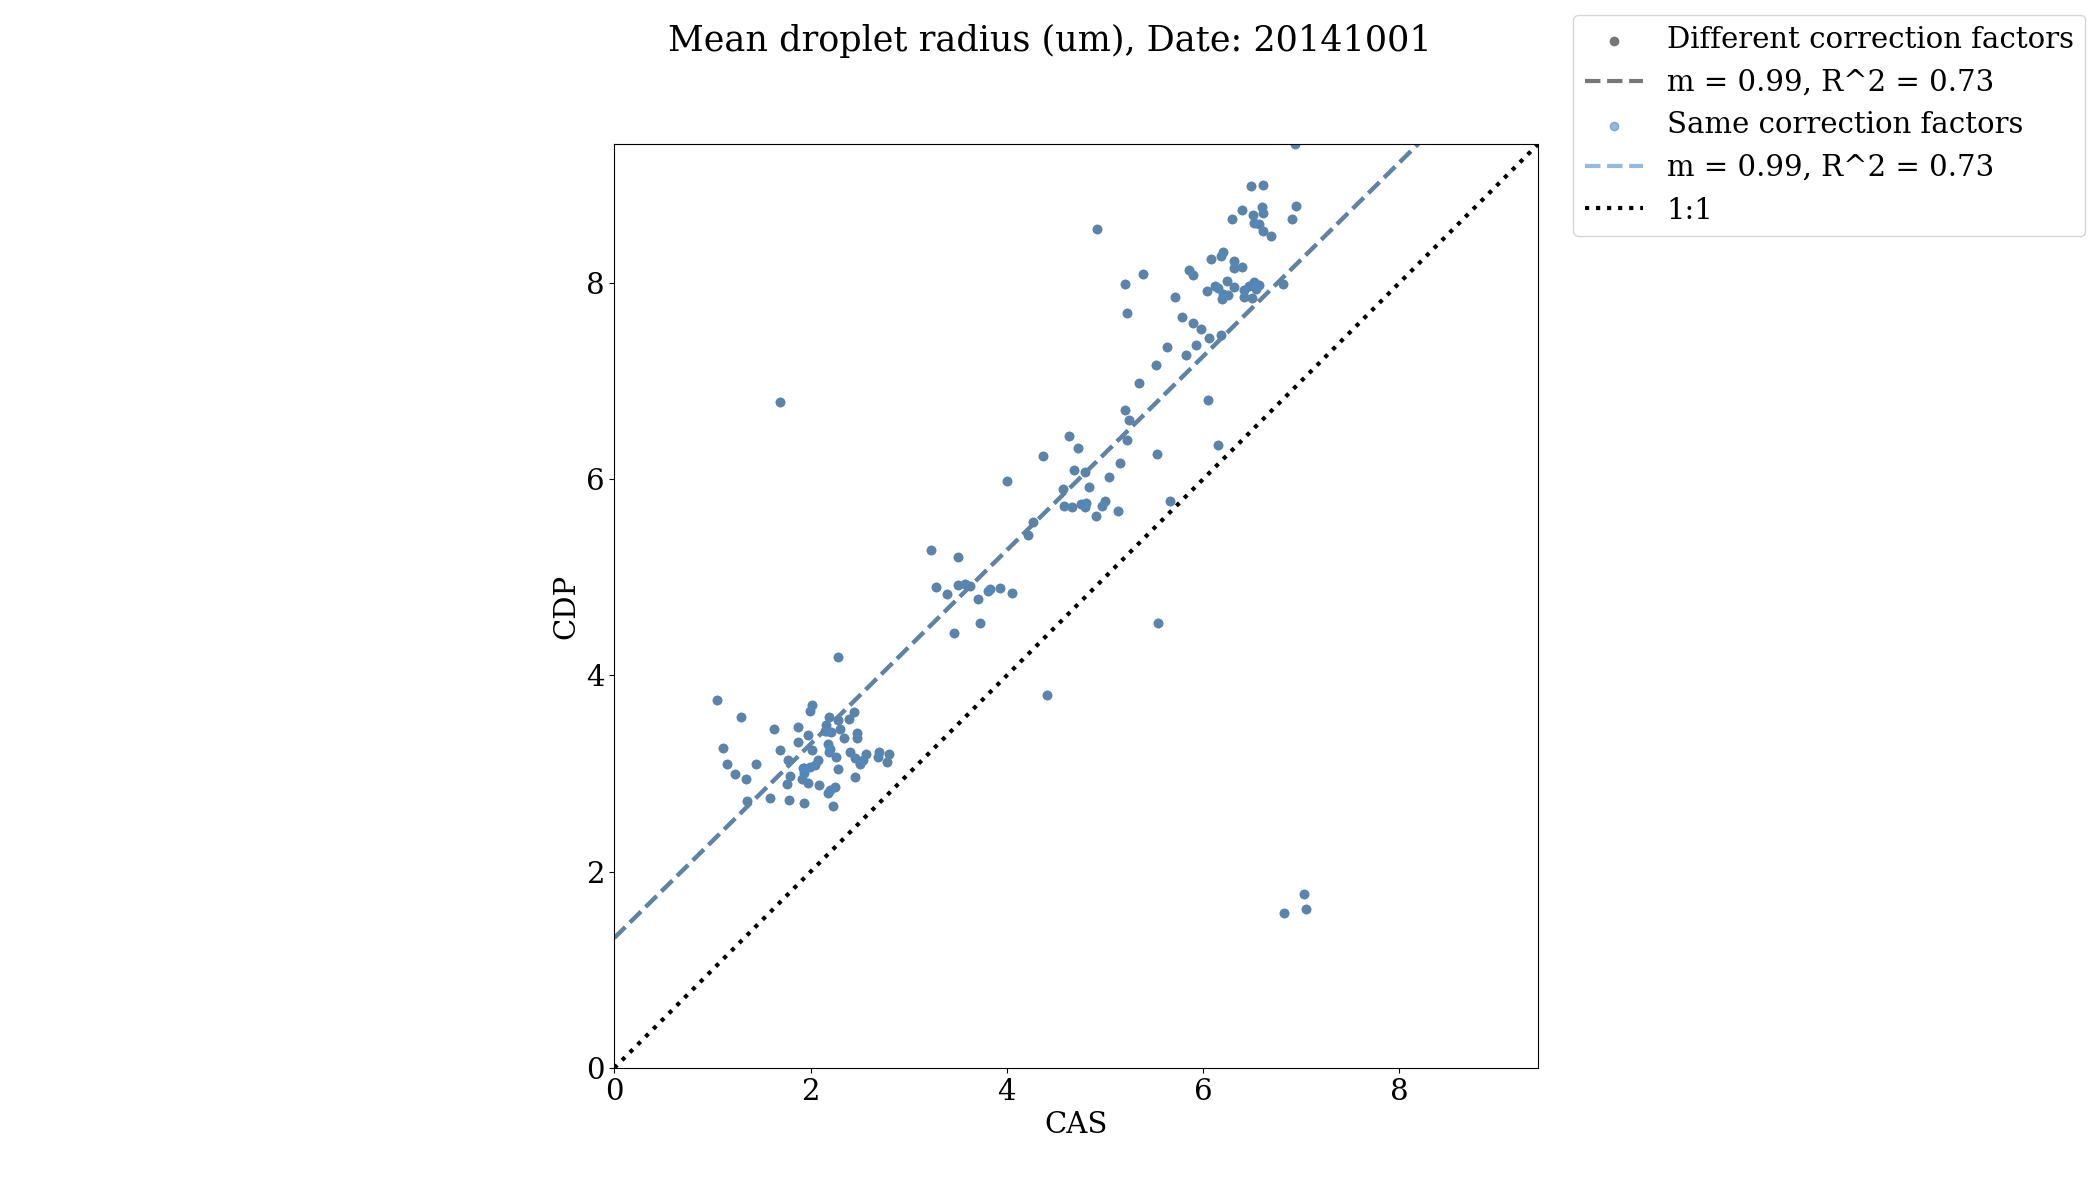 Mean droplet radius (um), Date: 20141001
Different correction factors
m = 0.99, R^2 = 0.73
Same correction factors
m = 0.99, R^2 = 0.73
1:1
8
6
4
2
0
CDP
0 2 4 6 8
CAS